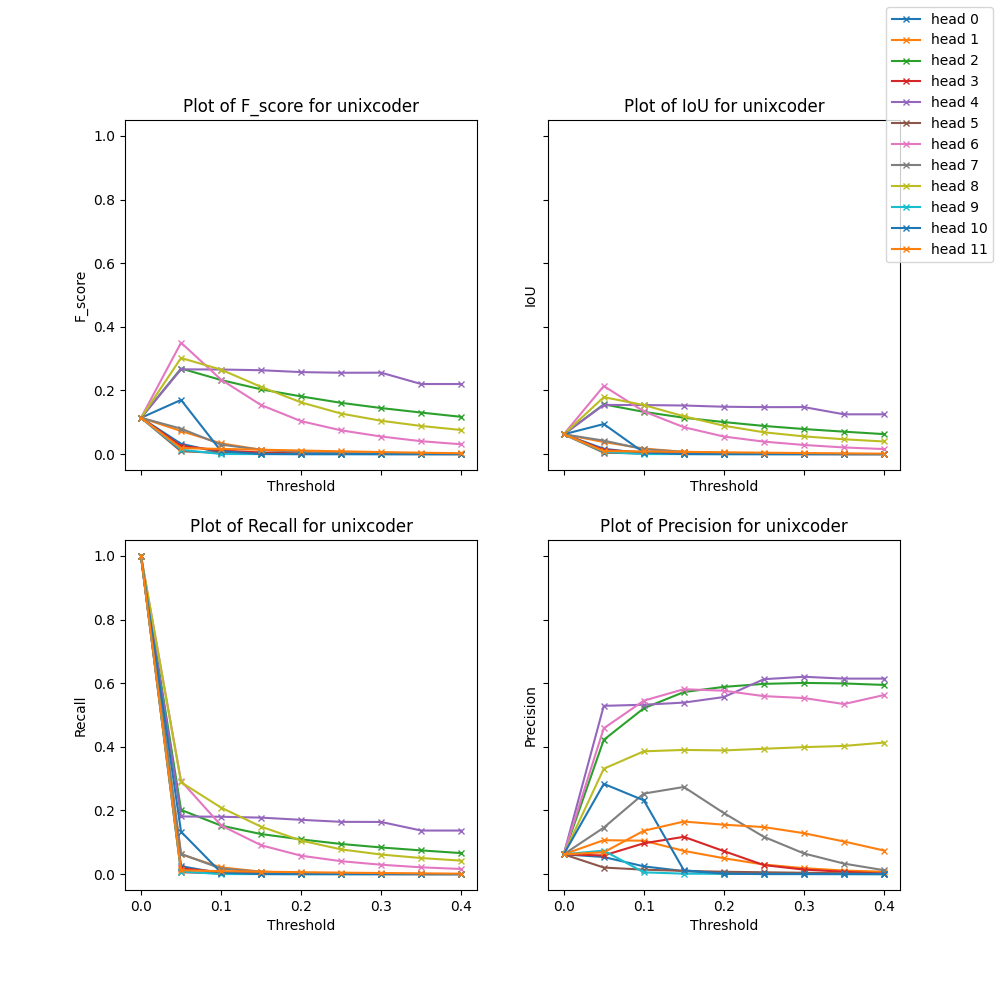 head 0
head 1
head 2
head 3
head 4
head 5
head 6
head 7
head 8
head 9
head 10
head 11
Plot of F_score for unixcoder
1.0
0.8
0.6
0.4
0.2
0.0
F_score
Threshold
Plot of IoU for unixcoder
IoU
Threshold
Plot of Recall for unixcoder
1.0
0.8
0.6
0.4
0.2
0.0
Recall
0.0 0.1 0.2 0.3 0.4
Threshold
Plot of Precision for unixcoder
Precision
0.0 0.1 0.2 0.3 0.4
Threshold